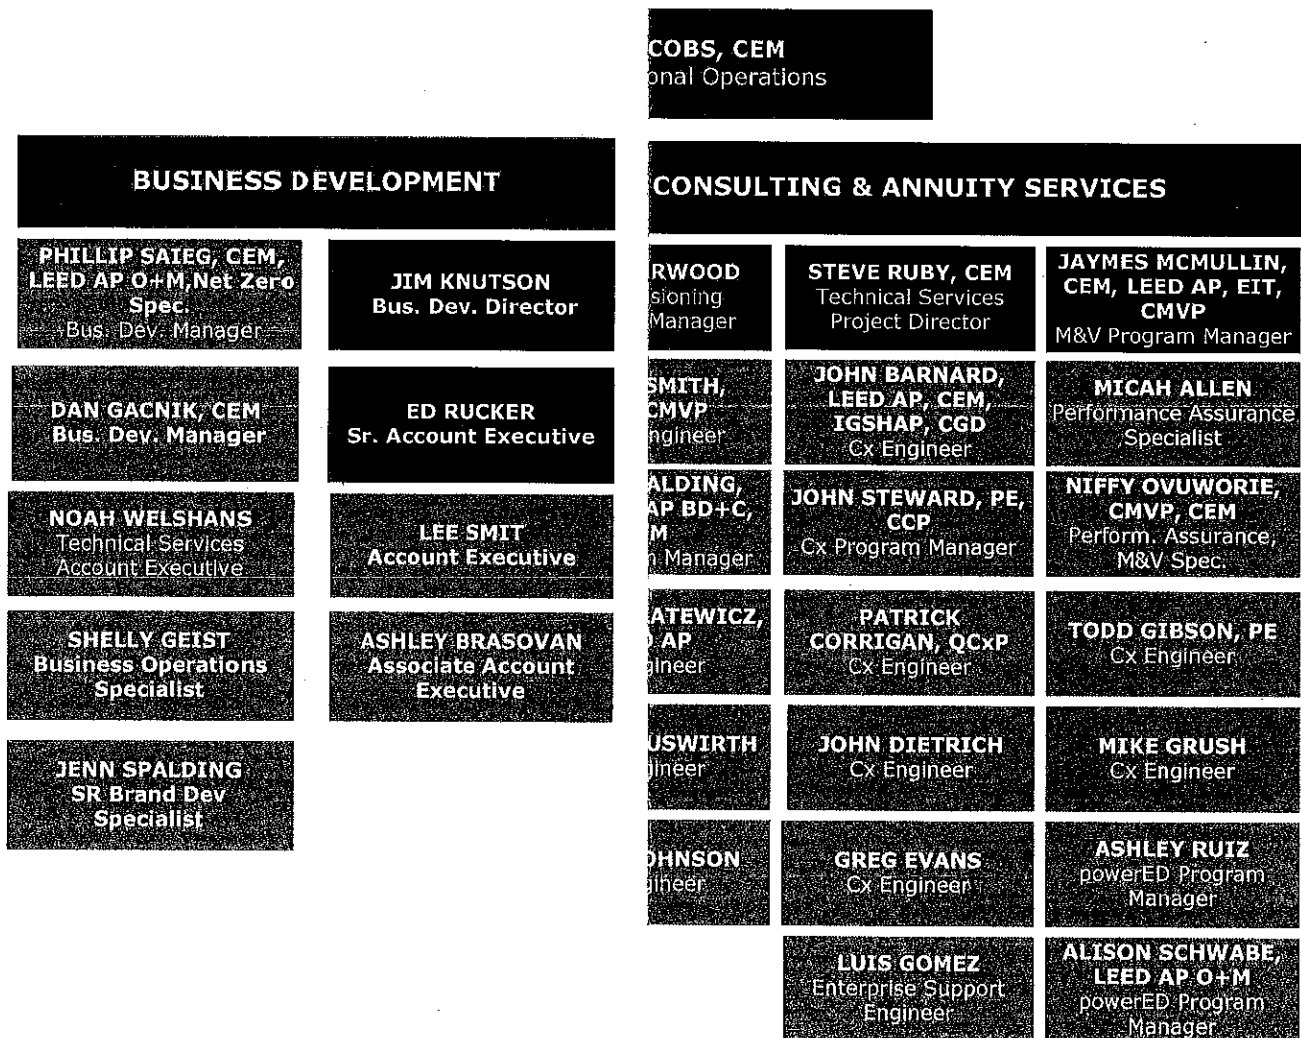 COBS, CEM
onal Operations
BUSINESS DEVELOPMENT
PHILLIP SAIEG, CEM,
LEED AP O+M,Net Zero
Spec.
Bus. Dev. Manager
JIM KNUTSON
Bus. Dev. Director
DAN GACNIK, CEM
Bus. Dev. Manager
ED RUCKER
Sr. Account Executive
NOAH WELSHANS
Technical Services
Account Executive
LEE SMIT
Account Executive
SHELLY GEIST
Business Operations
Specialist
ASHLEY BRASOVAN
Associate Account
Executive
JENN SPALDING
SR Brand Dev
Specialist
CONSULTING & ANNUITY SERVICES
RWOOD
sioning
Manager
STEVE RUBY, CEM
Technical Services
Project Director
JAYMES MCMULLIN,
CEM, LEED AP, EIT,
CMVP
M&V Program Manager
SMITH,
CMVP
ngineer
JOHN BARNARD,
LEED AP, CEM,
IGSHAP, CGD
Cx Engineer
MICAH ALLEN
Performance Assurance
Specialist
ALDING,
AP BD+C,
M
n Manager
JOHN STEWARD, PE,
CCP
Cx Program Manager
NIFFY OVUWORIE,
CMVP, CEM
Perform. Assurance,
M&V Spec.
ATEWICZ,
D AP
gineer
PATRICK
CORRIGAN, QCxP
Cx Engineer
TODD GIBSON, PE
Cx Engineer
USWIRTH
gineer
JOHN DIETRICH
Cx Engineer
MIKE GRUSH
Cx Engineer
OHNSON
gineer
GREG EVANS
Cx Engineer
ASHLEY RUIZ
powerED Program
Manager
LUIS GOMEZ
Enterprise Support
Engineer
ALISON SCHWABE,
LEED AP O+M
powerED Program
Manager